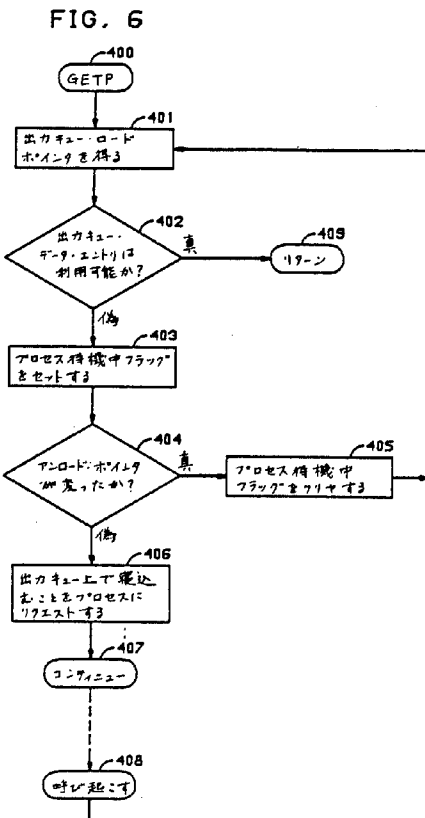 FIG. 6
400
GETP
401
出力キュー・ロード
ポインタを得る
402
出力キュー・
データ・エントリは
利用可能か?
真
409
リターン
偽
403
プロセス待機中フラッグ
をセットする
404
アンロード・ポインタ
が変ったか?
真
405
プロセス待機中
フラッグをクリヤする
偽
406
出力キュー上で寝込
むことをプロセスに
リクエストする
407
コンティニュー
408
呼び起こす